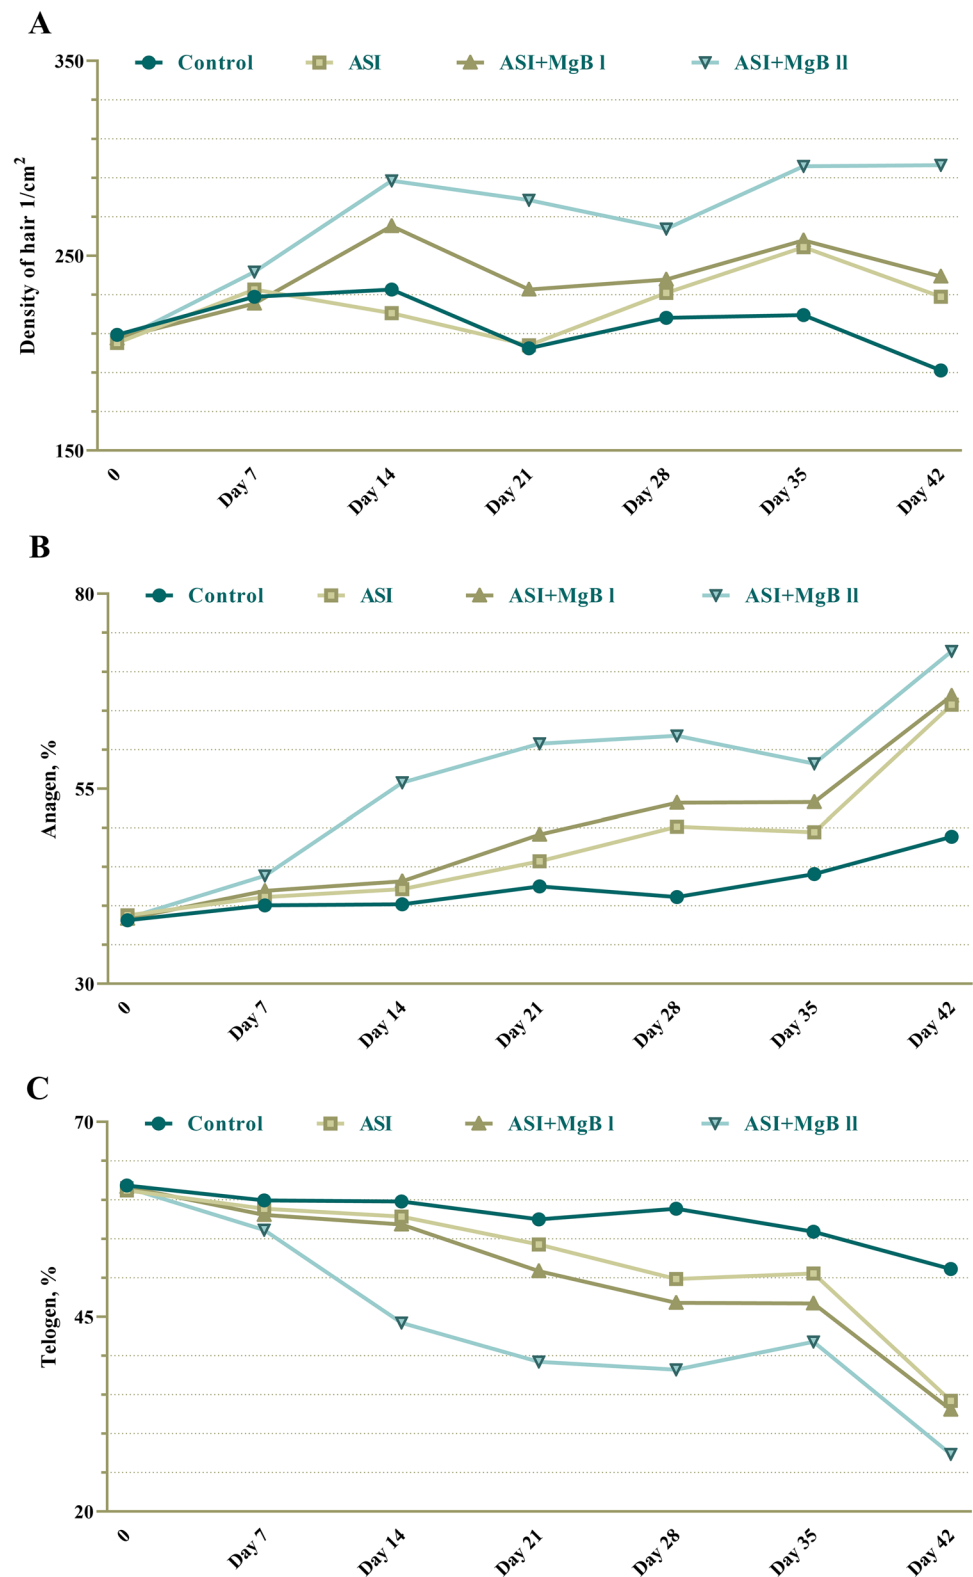 A
350
Control ASI ASI+MgB l ASI+MgB ll
Density of hair 1/cm²
250
150
0 Day 7 Day 14 Day 21 Day 28 Day 35 Day 42
B
80
Control ASI ASI+MgB l ASI+MgB ll
Anagen, %
55
30
0 Day 7 Day 14 Day 21 Day 28 Day 35 Day 42
C
70
Control ASI ASI+MgB l ASI+MgB ll
Telogen, %
45
20
0 Day 7 Day 14 Day 21 Day 28 Day 35 Day 42